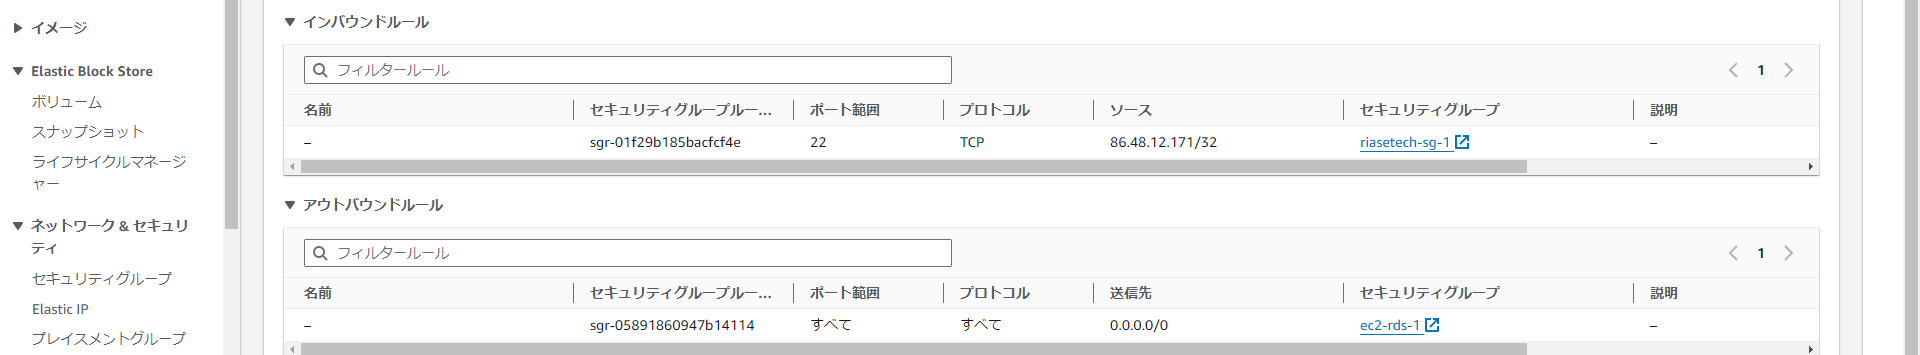 イメージ
Elastic Block Store
ボリューム
スナップショット
ライフサイクルマネージ
ャー
ネットワーク & セキュリ
ティ
セキュリティグループ
Elastic IP
プレイスメントグループ
インバウンドルール
フィルタールール
1
名前 セキュリティグループルー... ポート範囲 プロトコル ソース セキュリティグループ 説明
– sgr-01f29b185bacfcf4e 22 TCP 86.48.12.171/32 riasetech-sg-1 –
アウトバウンドルール
フィルタールール
1
名前 セキュリティグループルー... ポート範囲 プロトコル 送信先 セキュリティグループ 説明
– sgr-05891860947b14114 すべて すべて 0.0.0.0/0 ec2-rds-1 –